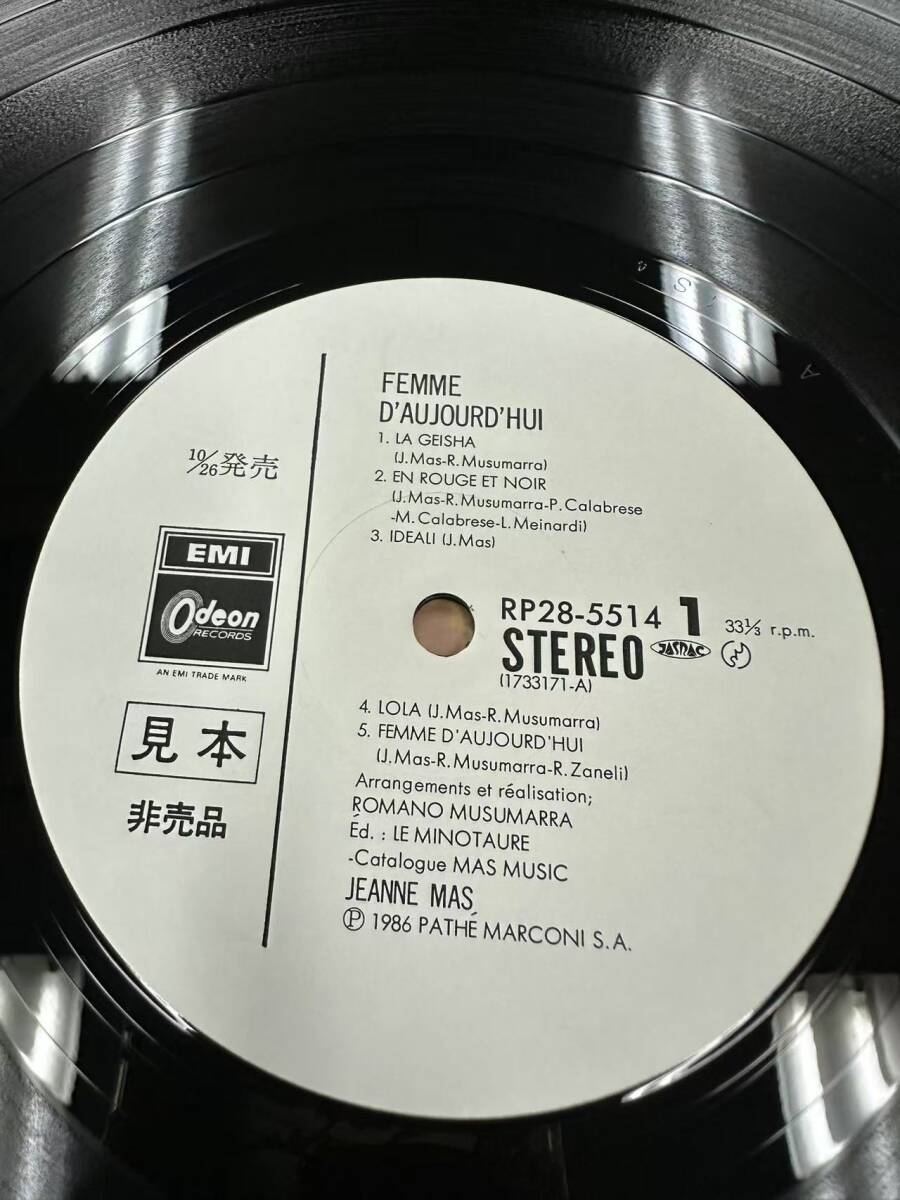 FEMME
D'AUJOURD'HUI
1. LA GEISHA
(J.Mas-R.Musumarra)
2. EN ROUGE ET NOIR
(J.Mas-R.Musumarra-P.Calabrese
-M.Calabrese-L.Meinardi)
3. IDEALI (J.Mas)
10/26発売
EMI
Odeon
RECORDS
AN EMI TRADE MARK
見本
非売品
RP28-5514 1 33⅓ r.p.m.
STEREO JASRAC
(1733171-A)
4. LOLA (J.Mas-R.Musumarra)
5. FEMME D'AUJOURD'HUI
(J.Mas-R.Musumarra-R.Zaneli)
Arrangements et réalisation;
ROMANO MUSUMARRA
Éd. : LE MINOTAURE
-Catalogue MAS MUSIC
JEANNE MAS
Ⓟ 1986 PATHÉ MARCONI S.A.